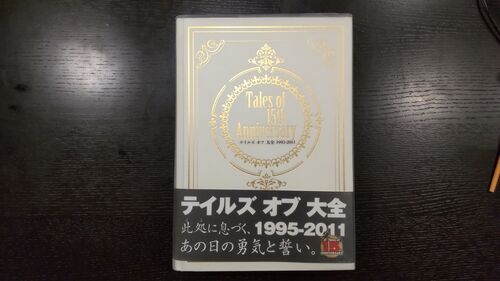 Tales of
15th
Anniversary
テイルズ オブ 大全 1995-2011
テイルズ オブ 大全
此処に息づく、1995-2011
あの日の勇気と誓い。
15th